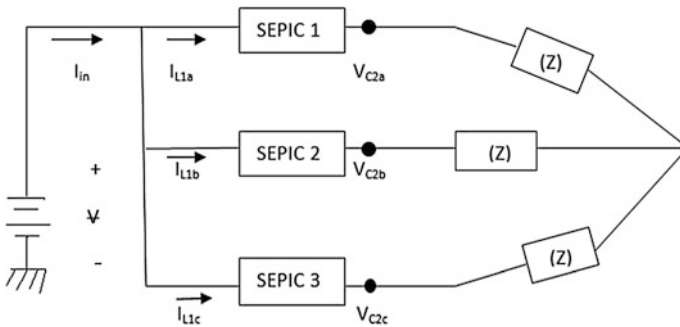 SEPIC 1
(Z)
I_in
I_L1a
V_C2a
SEPIC 2
(Z)
+
I_L1b
V_C2b
V
-
SEPIC 3
(Z)
I_L1c
V_C2c